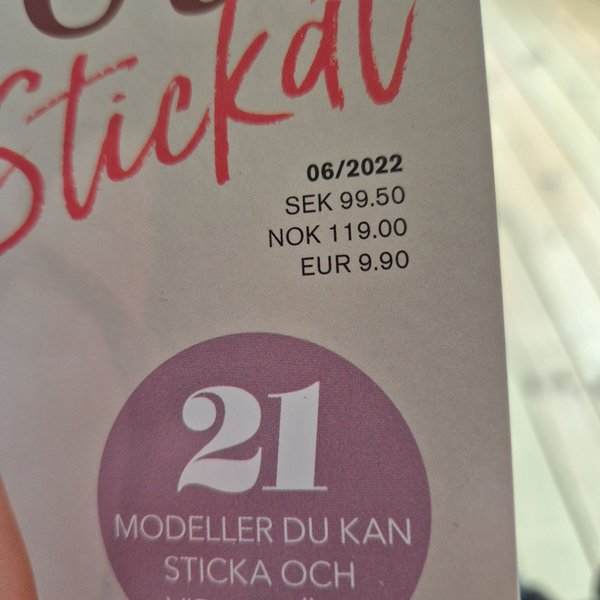 Stickat
06/2022
SEK 99.50
NOK 119.00
EUR 9.90
21
MODELLER DU KAN
STICKA OCH